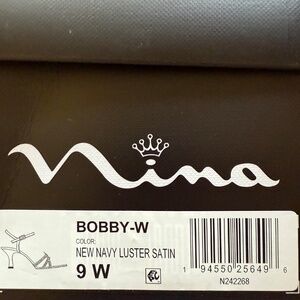 nina
BOBBY-W
COLOR:
NEW NAVY LUSTER SATIN
9 W
1 94550 25649 6
N242268